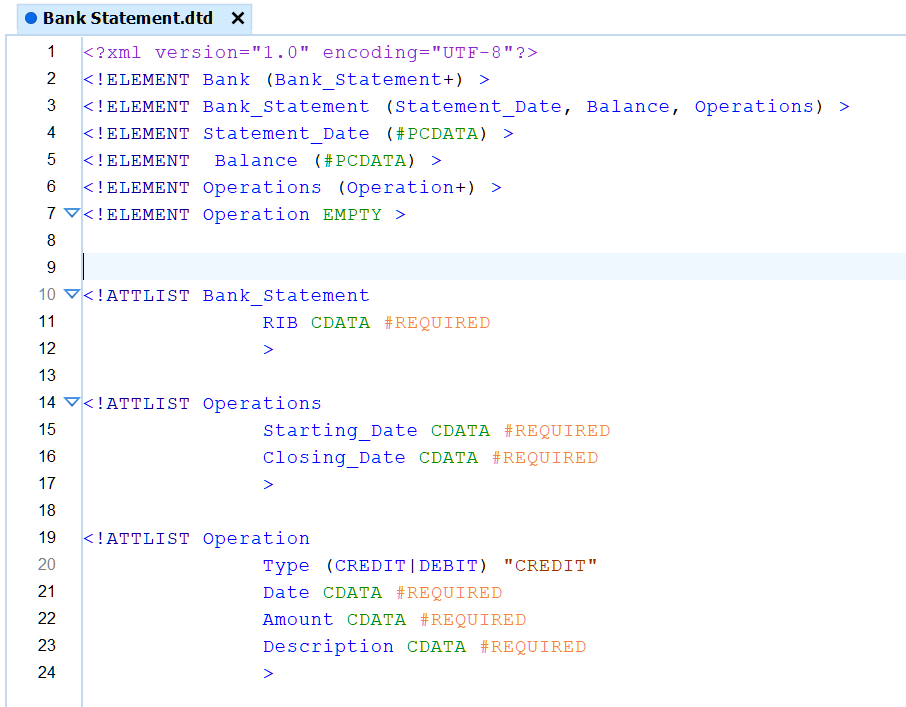 Bank Statement.dtd ✕
1 <?xml version="1.0" encoding="UTF-8"?>
2 <!ELEMENT Bank (Bank_Statement+) >
3 <!ELEMENT Bank_Statement (Statement_Date, Balance, Operations) >
4 <!ELEMENT Statement_Date (#PCDATA) >
5 <!ELEMENT  Balance (#PCDATA) >
6 <!ELEMENT Operations (Operation+) >
7 <!ELEMENT Operation EMPTY >
8
9
10 <!ATTLIST Bank_Statement
11 RIB CDATA #REQUIRED
12 >
13
14 <!ATTLIST Operations
15 Starting_Date CDATA #REQUIRED
16 Closing_Date CDATA #REQUIRED
17 >
18
19 <!ATTLIST Operation
20 Type (CREDIT|DEBIT) "CREDIT"
21 Date CDATA #REQUIRED
22 Amount CDATA #REQUIRED
23 Description CDATA #REQUIRED
24 >